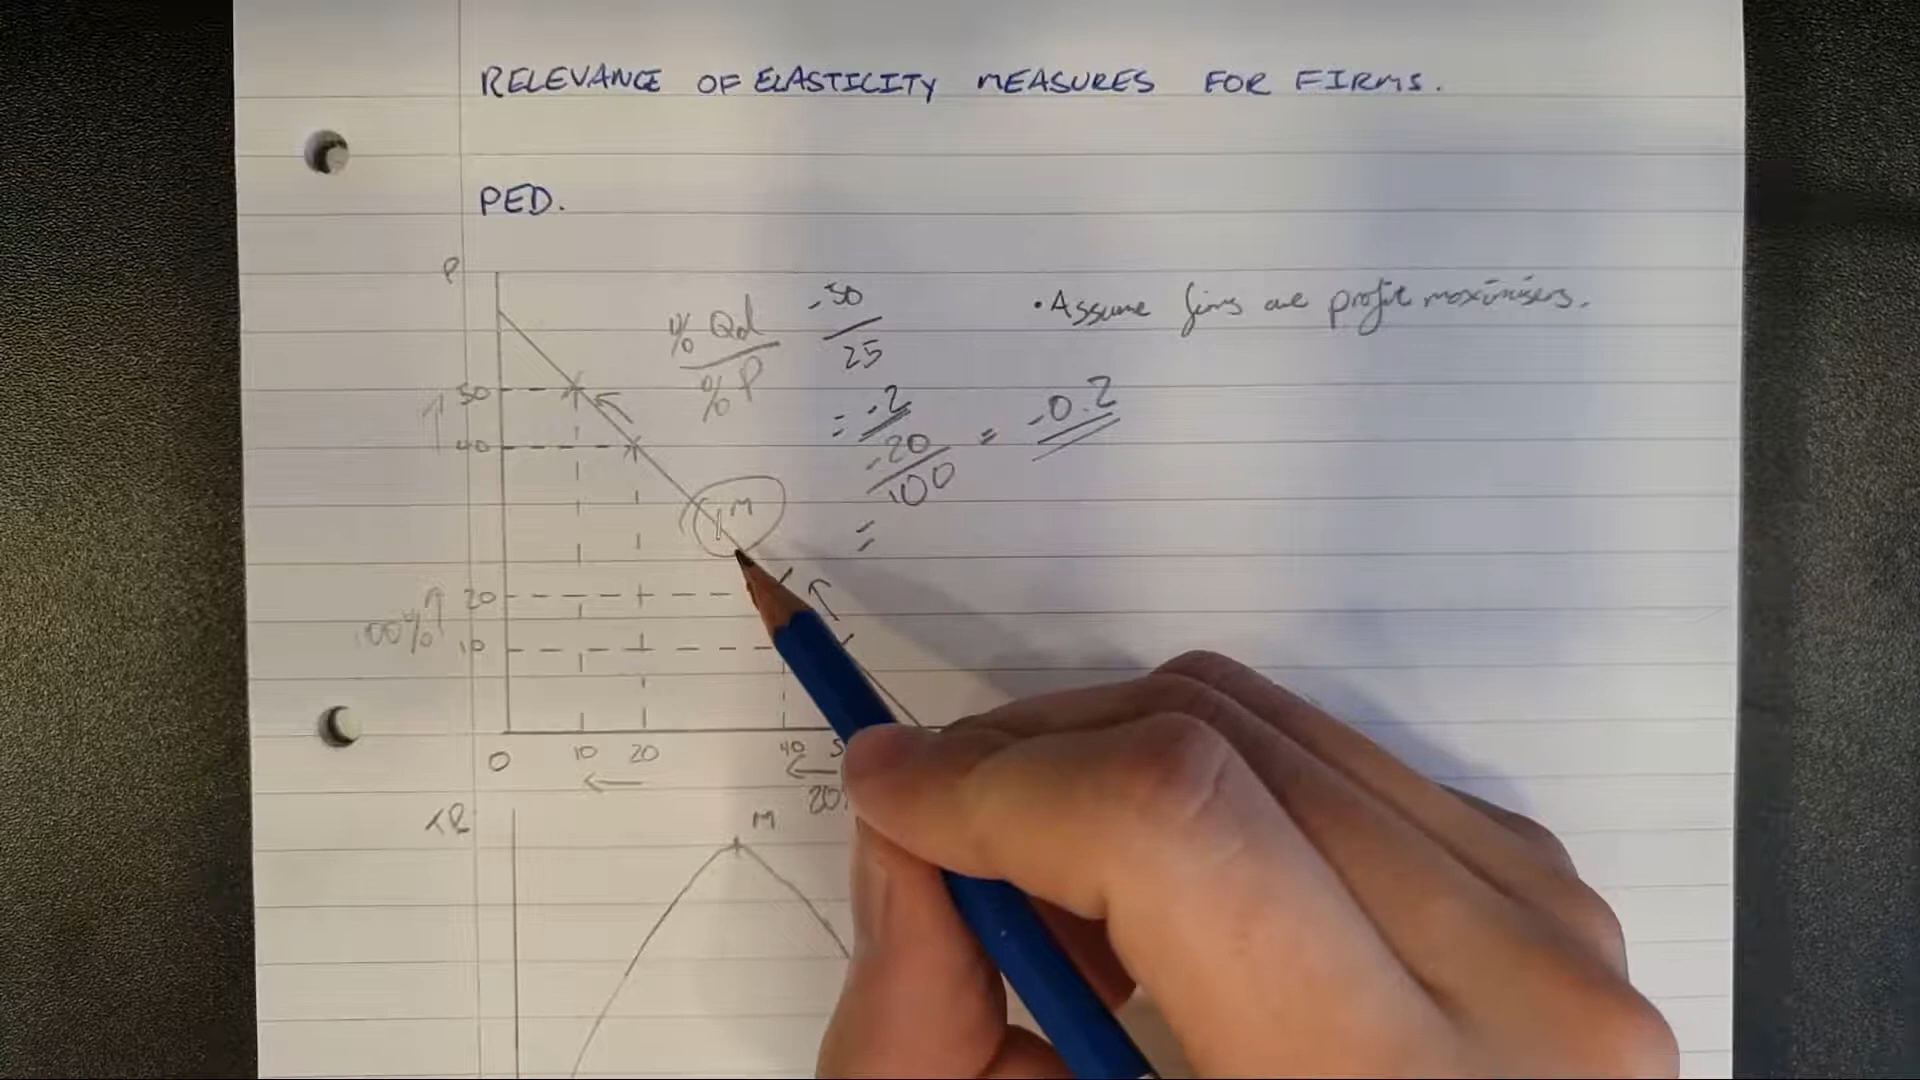 RELEVANCE OF ELASTICITY MEASURES FOR FIRMS.
PED.
P
% Qd
% P
-50
25
= -2
• Assume firms are profit maximisers.
-20
100
= -0.2
=
50
40
M
20
100%
10
0 10 20 40
20
TR
M